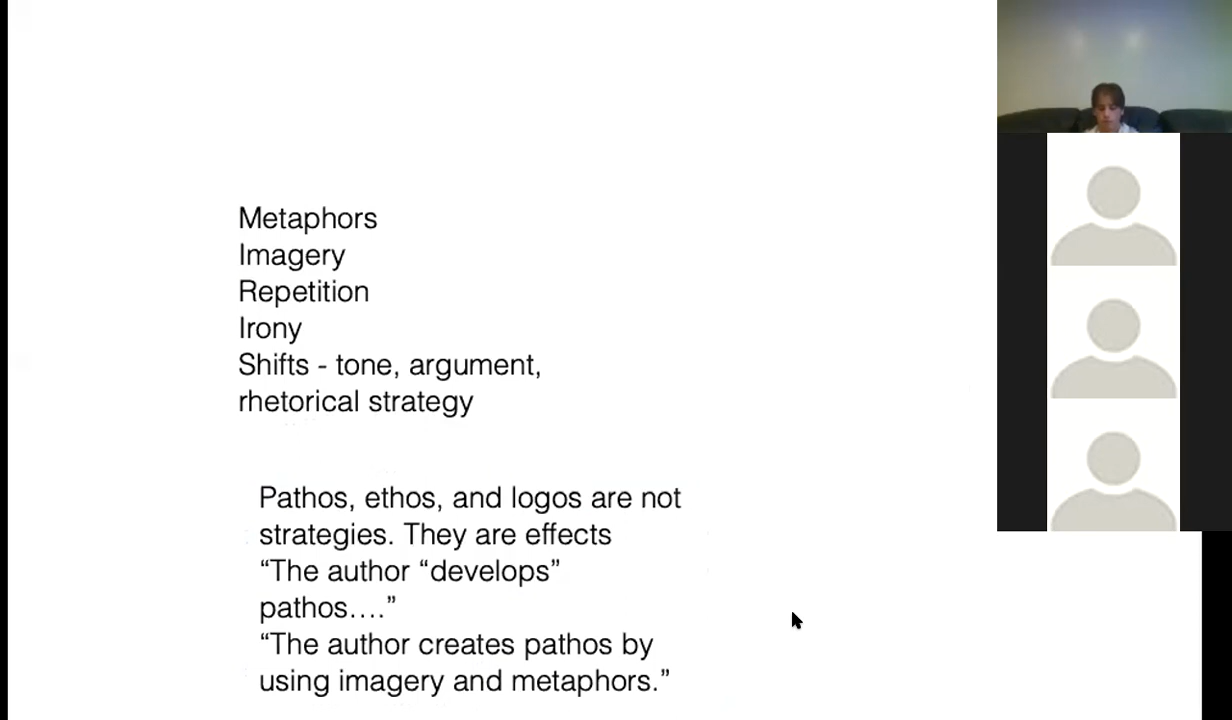 Metaphors
Imagery
Repetition
Irony
Shifts - tone, argument,
rhetorical strategy
Pathos, ethos, and logos are not
strategies. They are effects
“The author “develops”
pathos….”
“The author creates pathos by
using imagery and metaphors.”